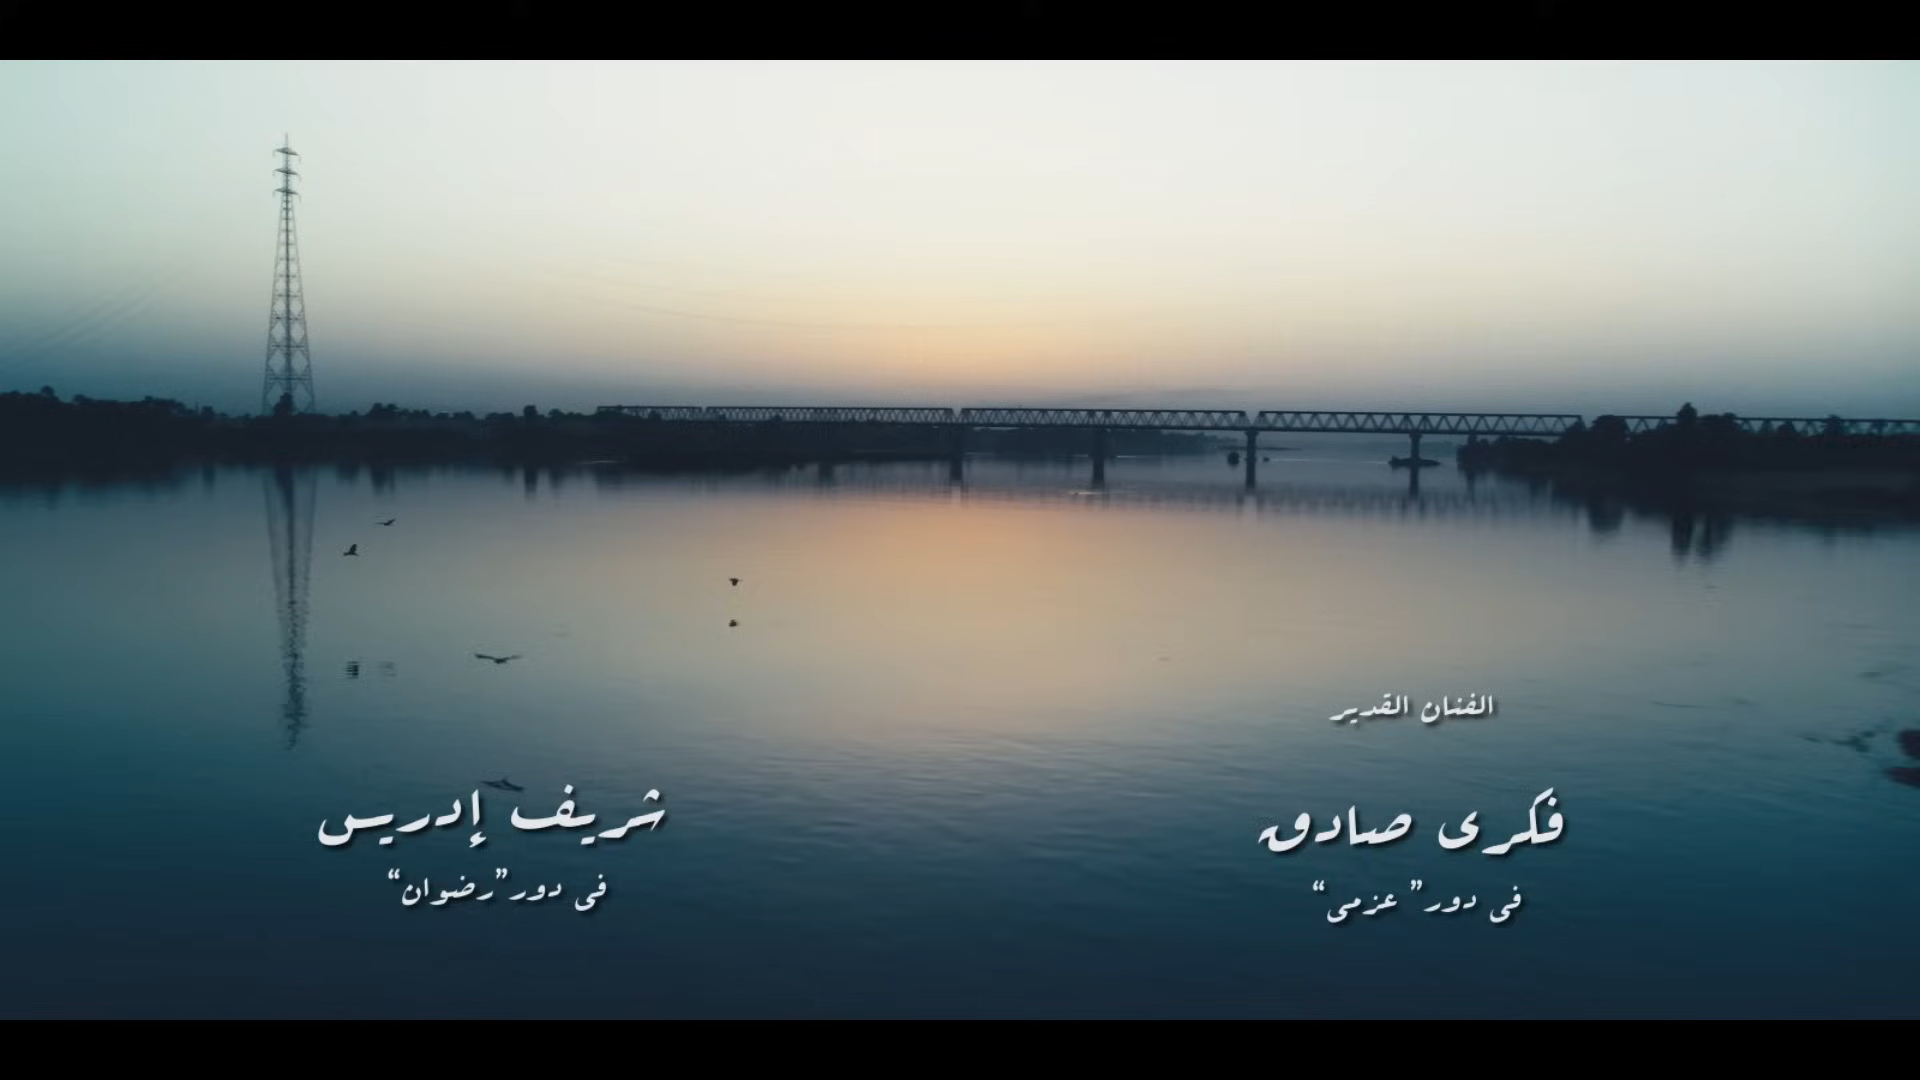 الفنان القدير
فكرى صادق
فى دور" عزمى"
شريف إدريس
فى دور"رضوان"